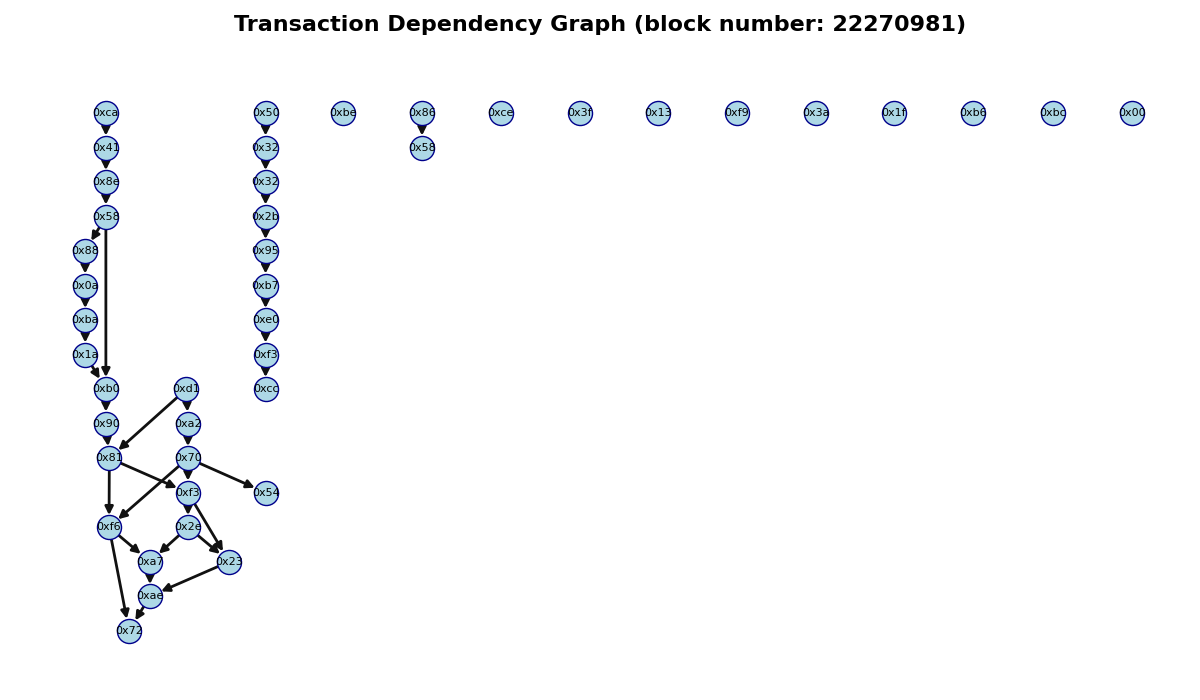 Transaction Dependency Graph (block number: 22270981)
0xca 0x50 0xbe 0x86 0xce 0x3f 0x13 0xf9 0x3a 0x1f 0xb6 0xbc 0x00
0x41 0x32 0x58
0x8e 0x32
0x58 0x2b
0x88 0x95
0x0a 0xb7
0xba 0xe0
0x1a 0xf3
0xb0 0xd1 0xcc
0x90 0xa2
0x81 0x70
0xf3 0x54
0xf6 0x2e
0xa7 0x23
0xae
0x72